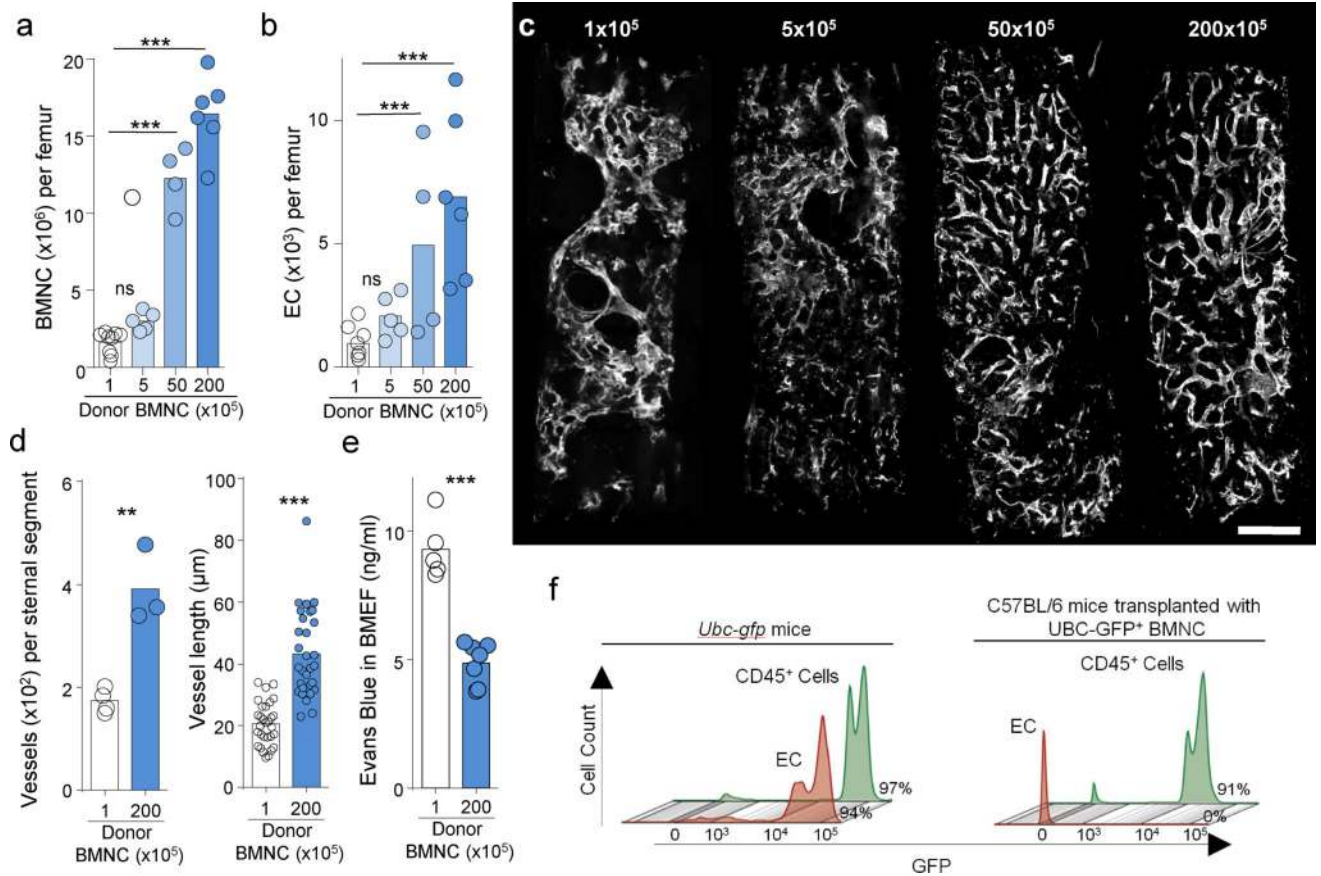 a
***
***
ns
BMNC (x10⁶) per femur
20
15
10
5
0
1 5 50 200
Donor BMNC (x10⁵)
b
***
***
ns
EC (x10³) per femur
10
5
0
1 5 50 200
Donor BMNC (x10⁵)
c
1x10⁵ 5x10⁵ 50x10⁵ 200x10⁵
d
**
Vessels (x10²) per sternal segment
6
4
2
0
1 200
Donor
BMNC (x10⁵)
***
Vessel length (µm)
100
80
60
40
20
0
1 200
Donor
BMNC (x10⁵)
e
***
Evans Blue in BMEF (ng/ml)
10
5
0
1 200
Donor
BMNC (x10⁵)
f
Ubc-gfp mice
CD45⁺ Cells
EC
97%
94%
0 10³ 10⁴ 10⁵
C57BL/6 mice transplanted with
UBC-GFP⁺ BMNC
CD45⁺ Cells
EC
91%
0%
0 10³ 10⁴ 10⁵
Cell Count
GFP